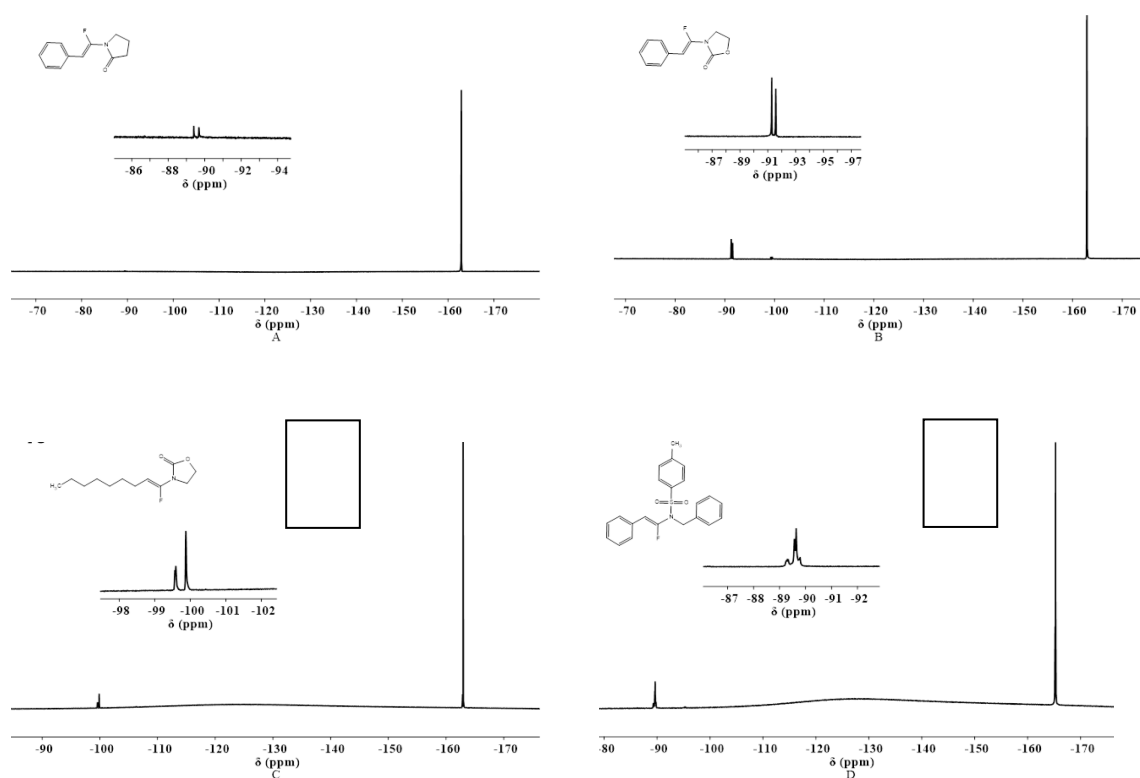 F
N
O
-86 -88 -90 -92 -94
δ (ppm)
-70 -80 -90 -100 -110 -120 -130 -140 -150 -160 -170
δ (ppm)
A
F
N
O
O
-87 -89 -91 -93 -95 -97
δ (ppm)
-70 -80 -90 -100 -110 -120 -130 -140 -150 -160 -170
δ (ppm)
B
O
O
N
H₃C
F
-98 -99 -100 -101 -102
δ (ppm)
-90 -100 -110 -120 -130 -140 -150 -160 -170
δ (ppm)
C
CH₃
O S O
N
F
-87 -88 -89 -90 -91 -92
δ (ppm)
-80 -90 -100 -110 -120 -130 -140 -150 -160 -170
δ (ppm)
D